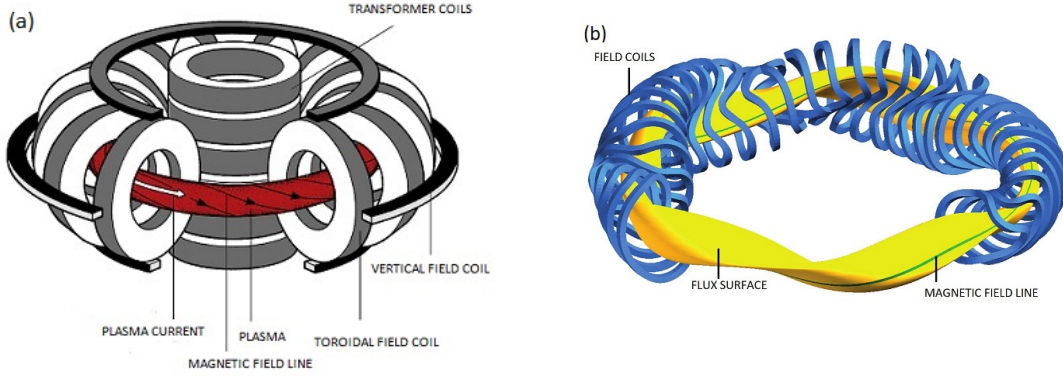 (a)
TRANSFORMER COILS
VERTICAL FIELD COIL
PLASMA CURRENT
PLASMA
TOROIDAL FIELD COIL
MAGNETIC FIELD LINE
(b)
FIELD COILS
FLUX SURFACE
MAGNETIC FIELD LINE